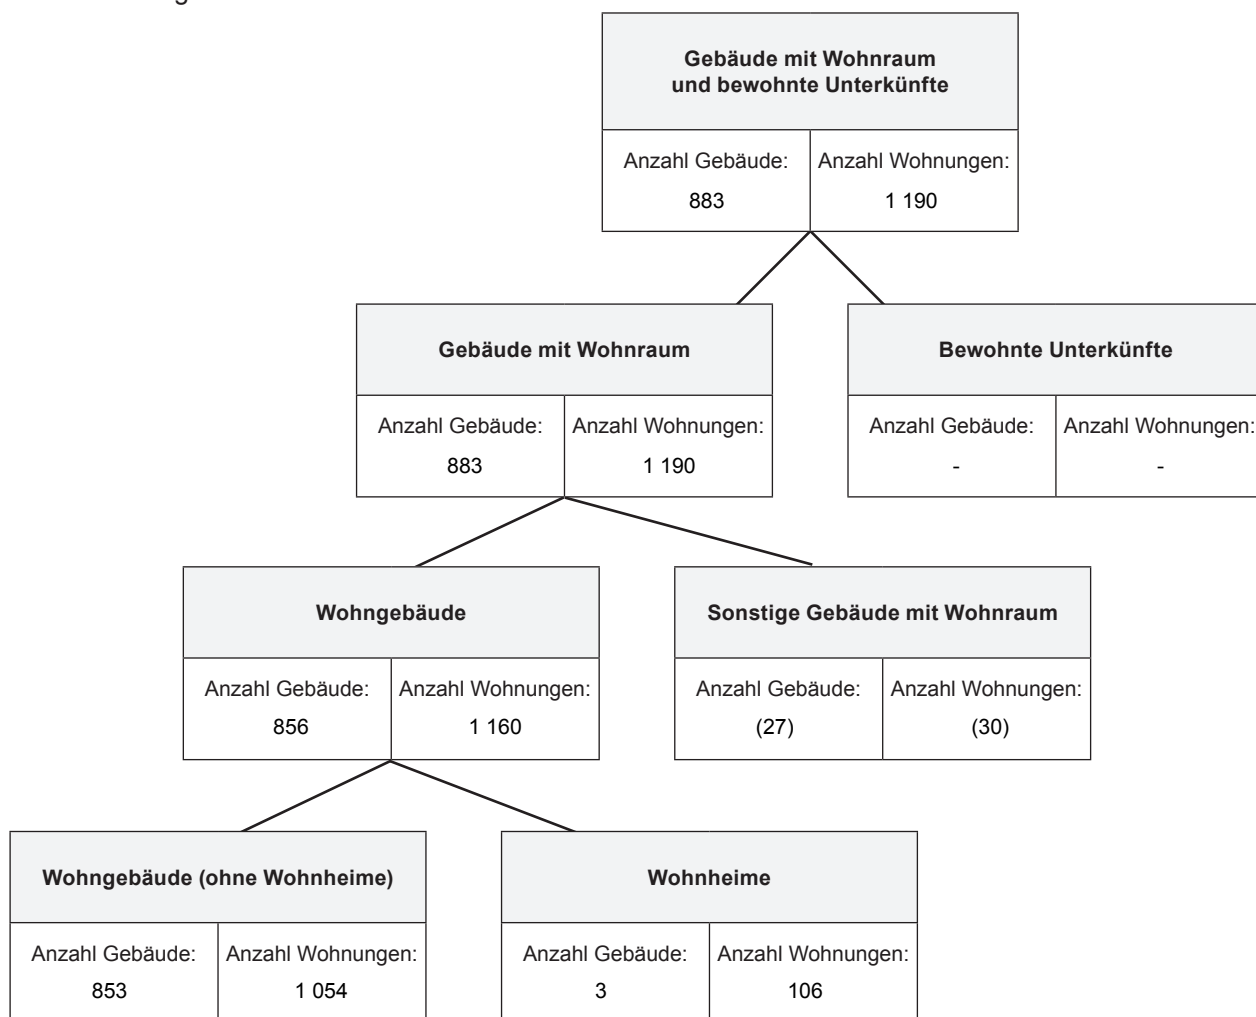 Gebäude mit Wohnraum
und bewohnte Unterkünfte
Anzahl Gebäude: Anzahl Wohnungen:
883 1 190
Gebäude mit Wohnraum
Anzahl Gebäude: Anzahl Wohnungen:
883 1 190
Bewohnte Unterkünfte
Anzahl Gebäude: Anzahl Wohnungen:
- -
Wohngebäude
Anzahl Gebäude: Anzahl Wohnungen:
856 1 160
Sonstige Gebäude mit Wohnraum
Anzahl Gebäude: Anzahl Wohnungen:
(27) (30)
Wohngebäude (ohne Wohnheime)
Anzahl Gebäude: Anzahl Wohnungen:
853 1 054
Wohnheime
Anzahl Gebäude: Anzahl Wohnungen:
3 106